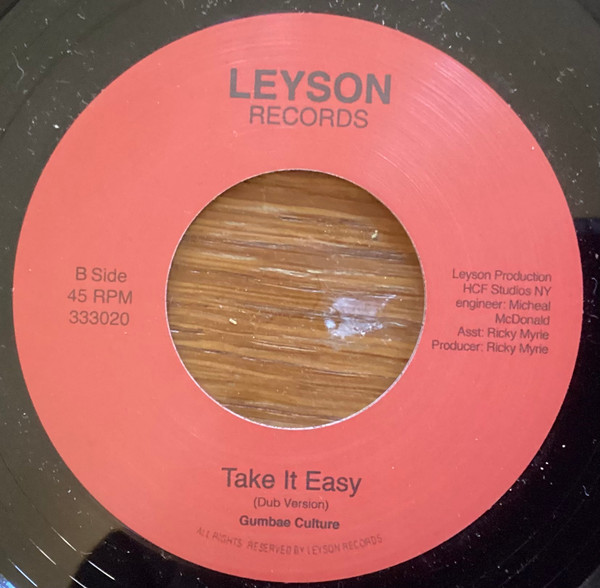 LEYSON
RECORDS
B Side
45 RPM
333020
Leyson Production
HCF Studios NY
engineer: Micheal
McDonald
Asst: Ricky Myrie
Producer: Ricky Myrie
Take It Easy
(Dub Version)
Gumbae Culture
ALL RIGHTS RESERVED BY LEYSON RECORDS